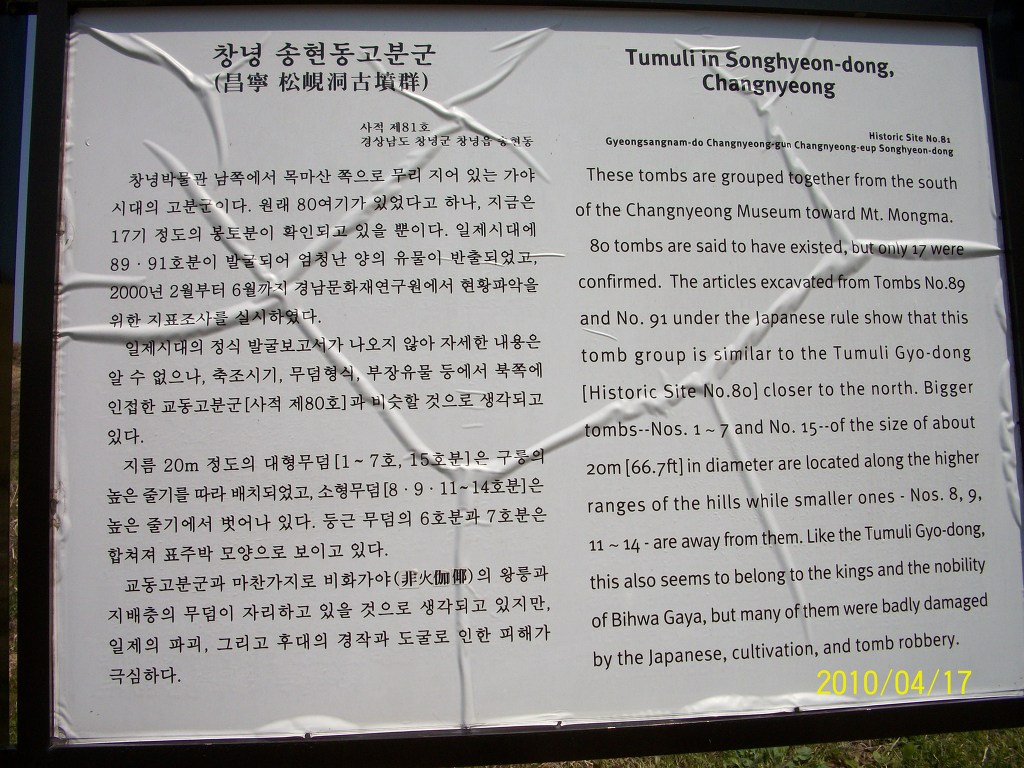 창녕 송현동고분군
(昌寧 松峴洞古墳群)
사적 제81호
경상남도 창녕군 창녕읍 송현동
창녕박물관 남쪽에서 목마산 쪽으로 무리 지어 있는 가야
시대의 고분군이다. 원래 80여기가 있었다고 하나, 지금은
17기 정도의 봉토분이 확인되고 있을 뿐이다. 일제시대에
89·91호분이 발굴되어 엄청난 양의 유물이 반출되었고,
2000년 2월부터 6월까지 경남문화재연구원에서 현황파악을
위한 지표조사를 실시하였다.
일제시대의 정식 발굴보고서가 나오지 않아 자세한 내용은
알 수 없으나, 축조시기, 무덤형식, 부장유물 등에서 북쪽에
인접한 교동고분군[사적 제80호]과 비슷할 것으로 생각되고
있다.
지름 20m 정도의 대형무덤[1~7호, 15호분]은 구릉의
높은 줄기를 따라 배치되었고, 소형무덤[8·9·11~14호분]은
높은 줄기에서 벗어나 있다. 둥근 무덤의 6호분과 7호분은
합쳐져 표주박 모양으로 보이고 있다.
교동고분군과 마찬가지로 비화가야(非火伽倻)의 왕릉과
지배층의 무덤이 자리하고 있을 것으로 생각되고 있지만,
일제의 파괴, 그리고 후대의 경작과 도굴로 인한 피해가
극심하다.
Tumuli in Songhyeon-dong,
Changnyeong
Historic Site No.81
Gyeongsangnam-do Changnyeong-gun Changnyeong-eup Songhyeon-dong
These tombs are grouped together from the south
of the Changnyeong Museum toward Mt. Mongma.
80 tombs are said to have existed, but only 17 were
confirmed. The articles excavated from Tombs No.89
and No. 91 under the Japanese rule show that this
tomb group is similar to the Tumuli Gyo-dong
[Historic Site No.80] closer to the north. Bigger
tombs--Nos. 1 ~ 7 and No. 15--of the size of about
20m [66.7ft] in diameter are located along the higher
ranges of the hills while smaller ones - Nos. 8, 9,
11 ~ 14 - are away from them. Like the Tumuli Gyo-dong,
this also seems to belong to the kings and the nobility
of Bihwa Gaya, but many of them were badly damaged
by the Japanese, cultivation, and tomb robbery.
2010/04/17